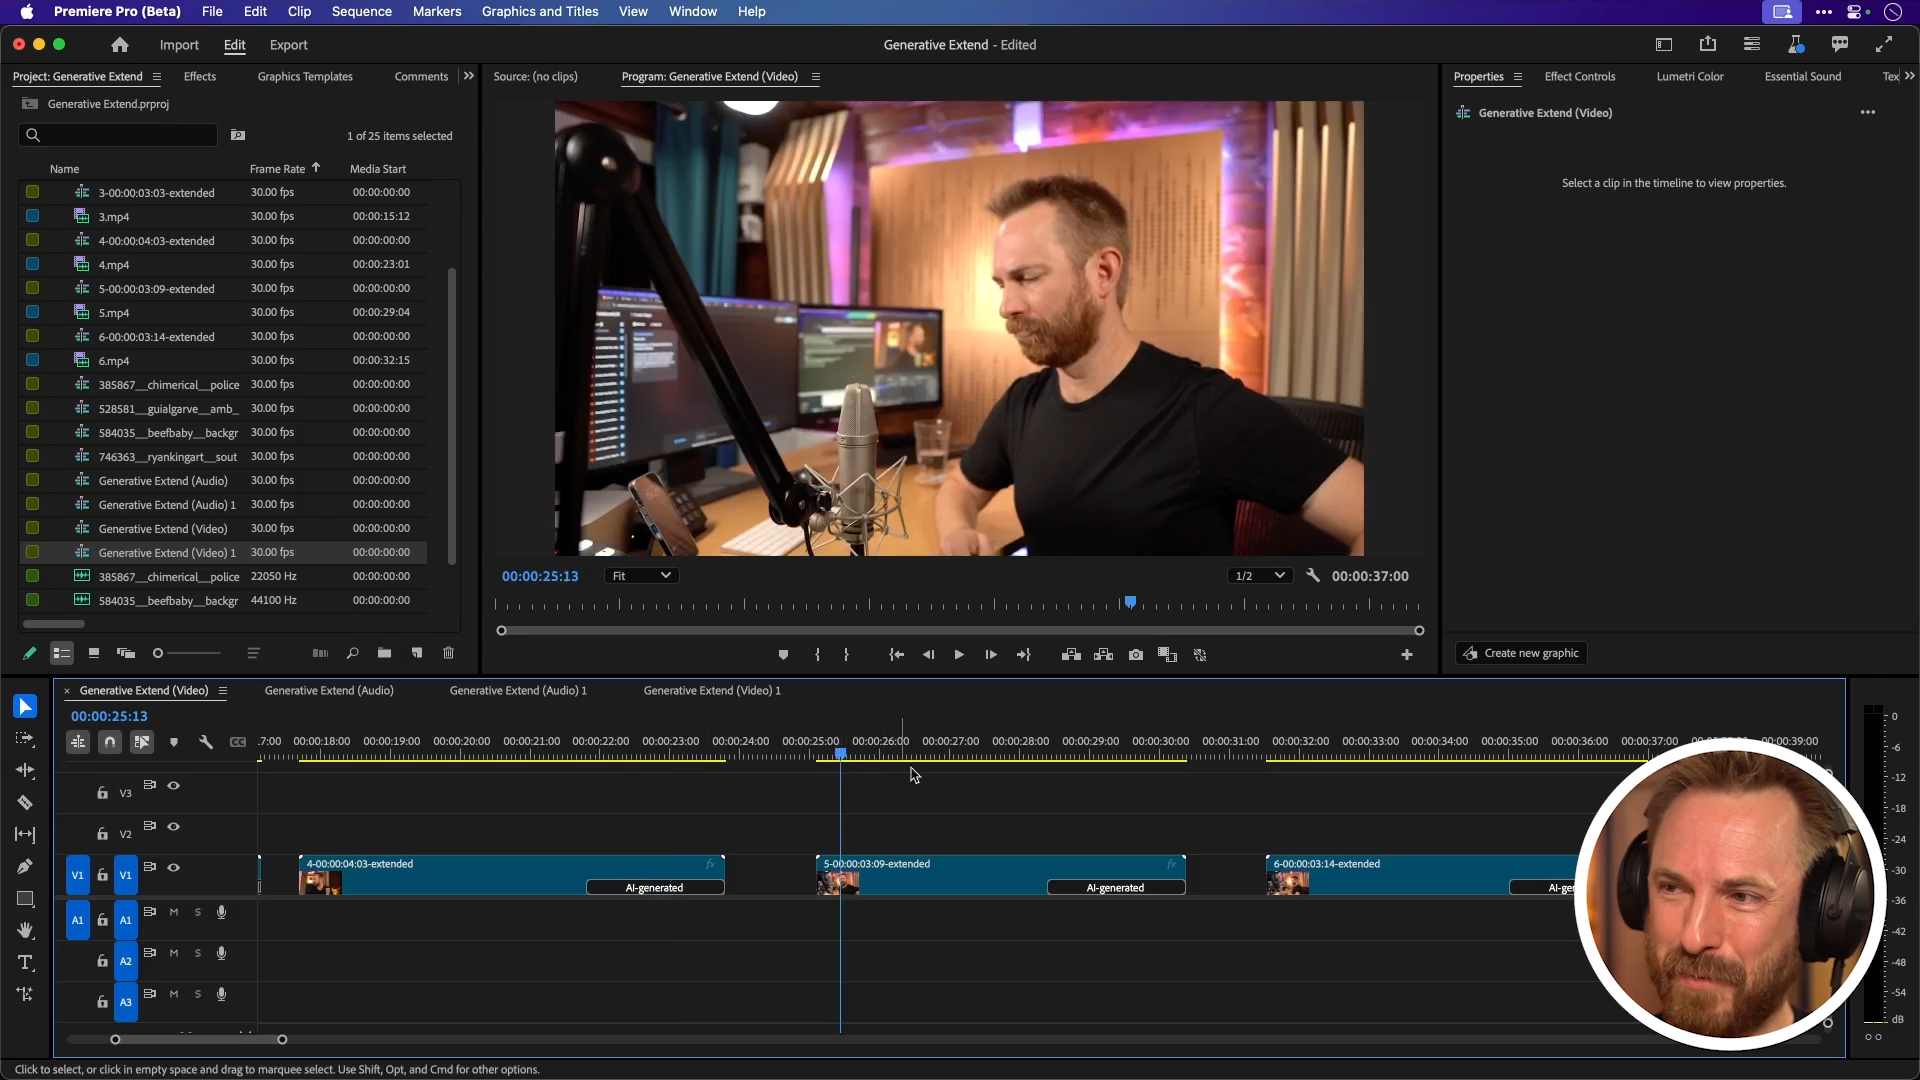 Premiere Pro (Beta) File Edit Clip Sequence Markers Graphics and Titles View Window Help
Import Edit Export
Generative Extend - Edited
Project: Generative Extend Effects Graphics Templates Comments
Generative Extend.prproj
1 of 25 items selected
Name Frame Rate Media Start
3-00:00:03:03-extended 30.00 fps 00:00:00:00
3.mp4 30.00 fps 00:00:15:12
4-00:00:04:03-extended 30.00 fps 00:00:00:00
4.mp4 30.00 fps 00:00:23:01
5-00:00:03:09-extended 30.00 fps 00:00:00:00
5.mp4 30.00 fps 00:00:29:04
6-00:00:03:14-extended 30.00 fps 00:00:00:00
6.mp4 30.00 fps 00:00:32:15
385867__chimerical__police 30.00 fps 00:00:00:00
528581__guialgarve__amb_ 30.00 fps 00:00:00:00
584035__beefbaby__backgr 30.00 fps 00:00:00:00
746363__ryankingart__sout 30.00 fps 00:00:00:00
Generative Extend (Audio) 30.00 fps 00:00:00:00
Generative Extend (Audio) 1 30.00 fps 00:00:00:00
Generative Extend (Video) 30.00 fps 00:00:00:00
Generative Extend (Video) 1 30.00 fps 00:00:00:00
385867__chimerical__police 22050 Hz 00:00:00:00
584035__beefbaby__backgr 44100 Hz 00:00:00:00
Source: (no clips) Program: Generative Extend (Video)
00:00:25:13 Fit 1/2 00:00:37:00
Properties Effect Controls Lumetri Color Essential Sound Tex
Generative Extend (Video)
Select a clip in the timeline to view properties.
Create new graphic
Generative Extend (Video) Generative Extend (Audio) Generative Extend (Audio) 1 Generative Extend (Video) 1
00:00:25:13
CC
:7:00 00:00:18:00 00:00:19:00 00:00:20:00 00:00:21:00 00:00:22:00 00:00:23:00 00:00:24:00 00:00:25:00 00:00:26:00 00:00:27:00 00:00:28:00 00:00:29:00 00:00:30:00 00:00:31:00 00:00:32:00 00:00:33:00 00:00:34:00 00:00:35:00 00:00:36:00 00:00:37:00 00:00:39:00
V3
V2
V1 V1
4-00:00:04:03-extended fx
AI-generated
5-00:00:03:09-extended fx
AI-generated
6-00:00:03:14-extended
AI-ger
A1 A1 M S
A2 M S
A3 M S
0
-6
-12
-18
-24
-30
-36
-42
-48
-54
dB
Click to select, or click in empty space and drag to marquee select. Use Shift, Opt, and Cmd for other options.